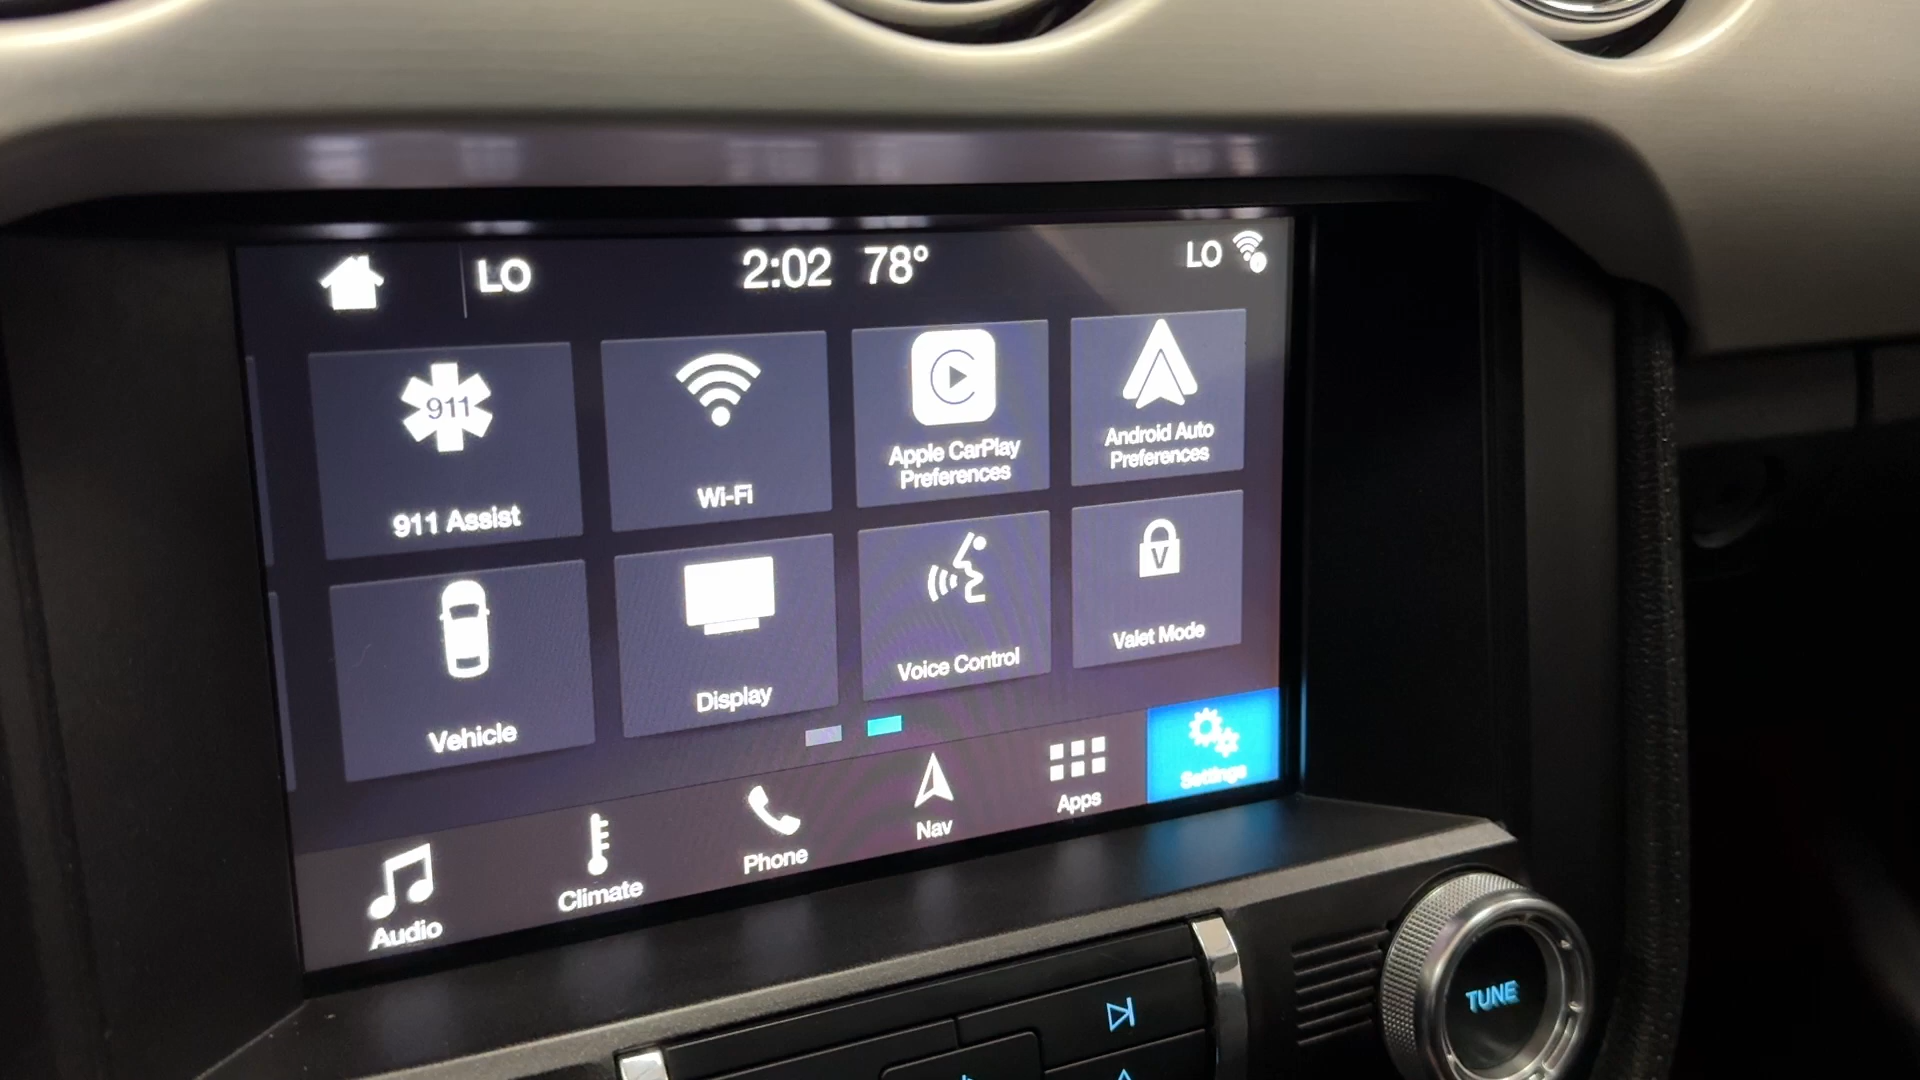 LO 2:02 78° LO
911
911 Assist
Wi-Fi
Apple CarPlay
Preferences
Android Auto
Preferences
Vehicle
Display
Voice Control
V
Valet Mode
Audio
Climate
Phone
Nav
Apps
Settings
TUNE